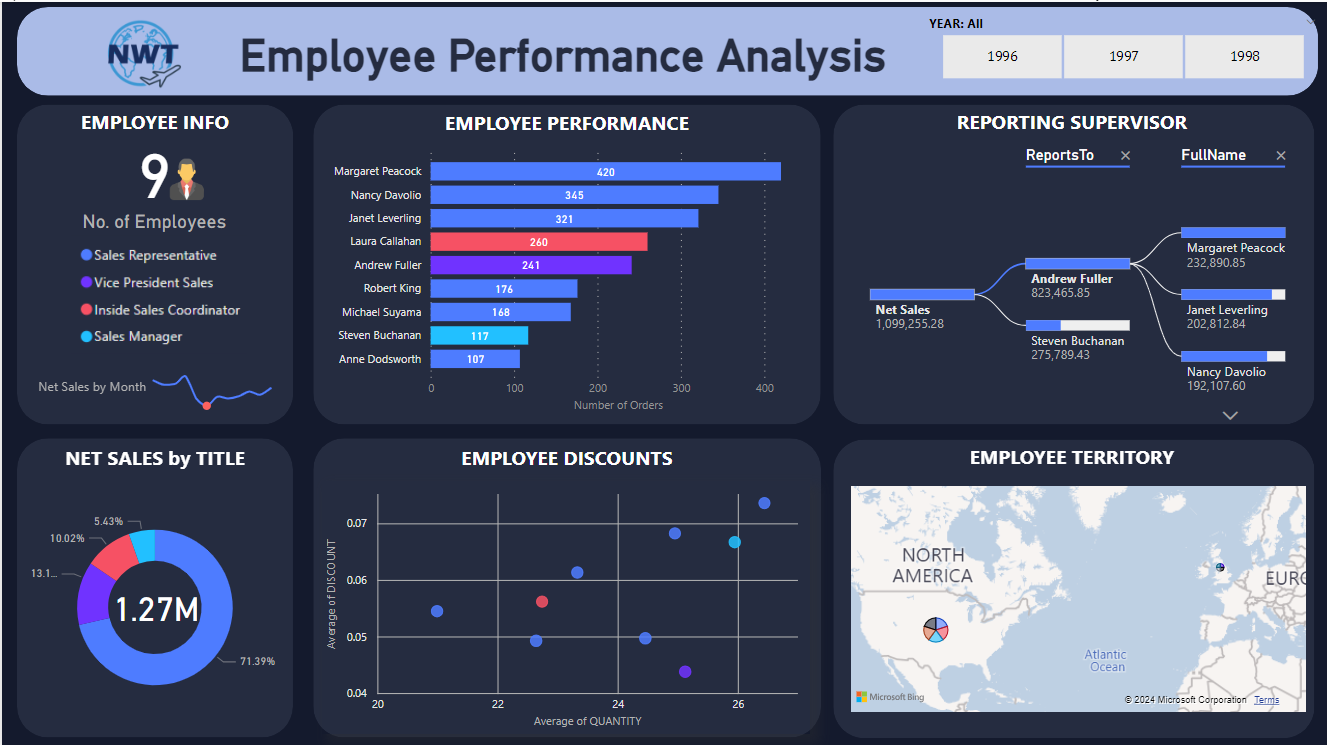 NWT
Employee Performance Analysis
YEAR: All
1996
1997
1998
EMPLOYEE INFO
9
No. of Employees
Sales Representative
Vice President Sales
Inside Sales Coordinator
Sales Manager
Net Sales by Month
EMPLOYEE PERFORMANCE
Margaret Peacock 420
Nancy Davolio 345
Janet Leverling 321
Laura Callahan 260
Andrew Fuller 241
Robert King 176
Michael Suyama 168
Steven Buchanan 117
Anne Dodsworth 107
0 100 200 300 400
Number of Orders
REPORTING SUPERVISOR
ReportsTo
FullName
Net Sales
1,099,255.28
Andrew Fuller
823,465.85
Steven Buchanan
275,789.43
Margaret Peacock
232,890.85
Janet Leverling
202,812.84
Nancy Davolio
192,107.60
NET SALES by TITLE
5.43%
10.02%
13.1...
1.27M
71.39%
EMPLOYEE DISCOUNTS
Average of DISCOUNT
0.07
0.06
0.05
0.04
20 22 24 26
Average of QUANTITY
EMPLOYEE TERRITORY
NORTH
AMERICA
EURO
Atlantic
Ocean
Microsoft Bing
© 2024 Microsoft Corporation Terms